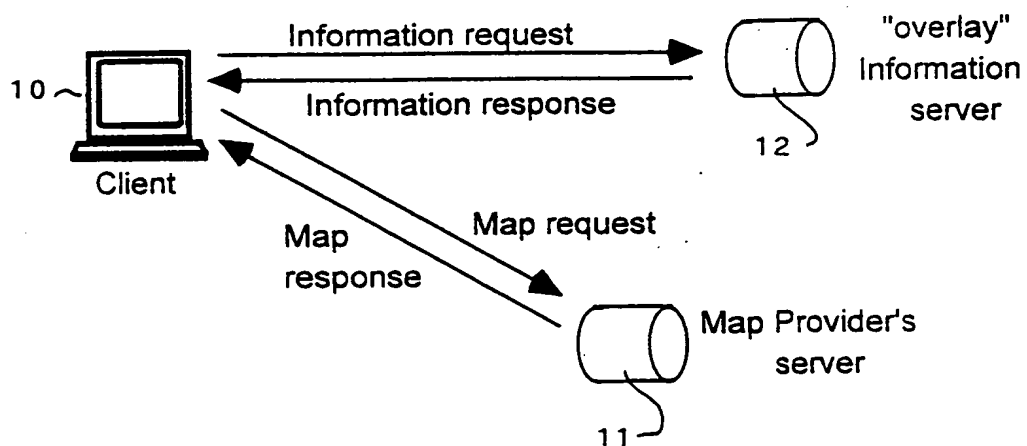 Information request
Information response
"overlay"
Information
server
10
12
Client
Map request
Map
response
Map Provider's
server
11